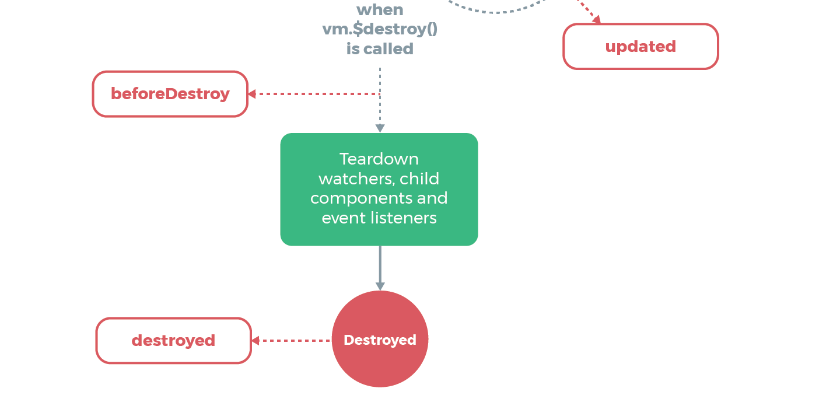 when
vm.$destroy()
is called
updated
beforeDestroy
Teardown
watchers, child
components and
event listeners
destroyed
Destroyed